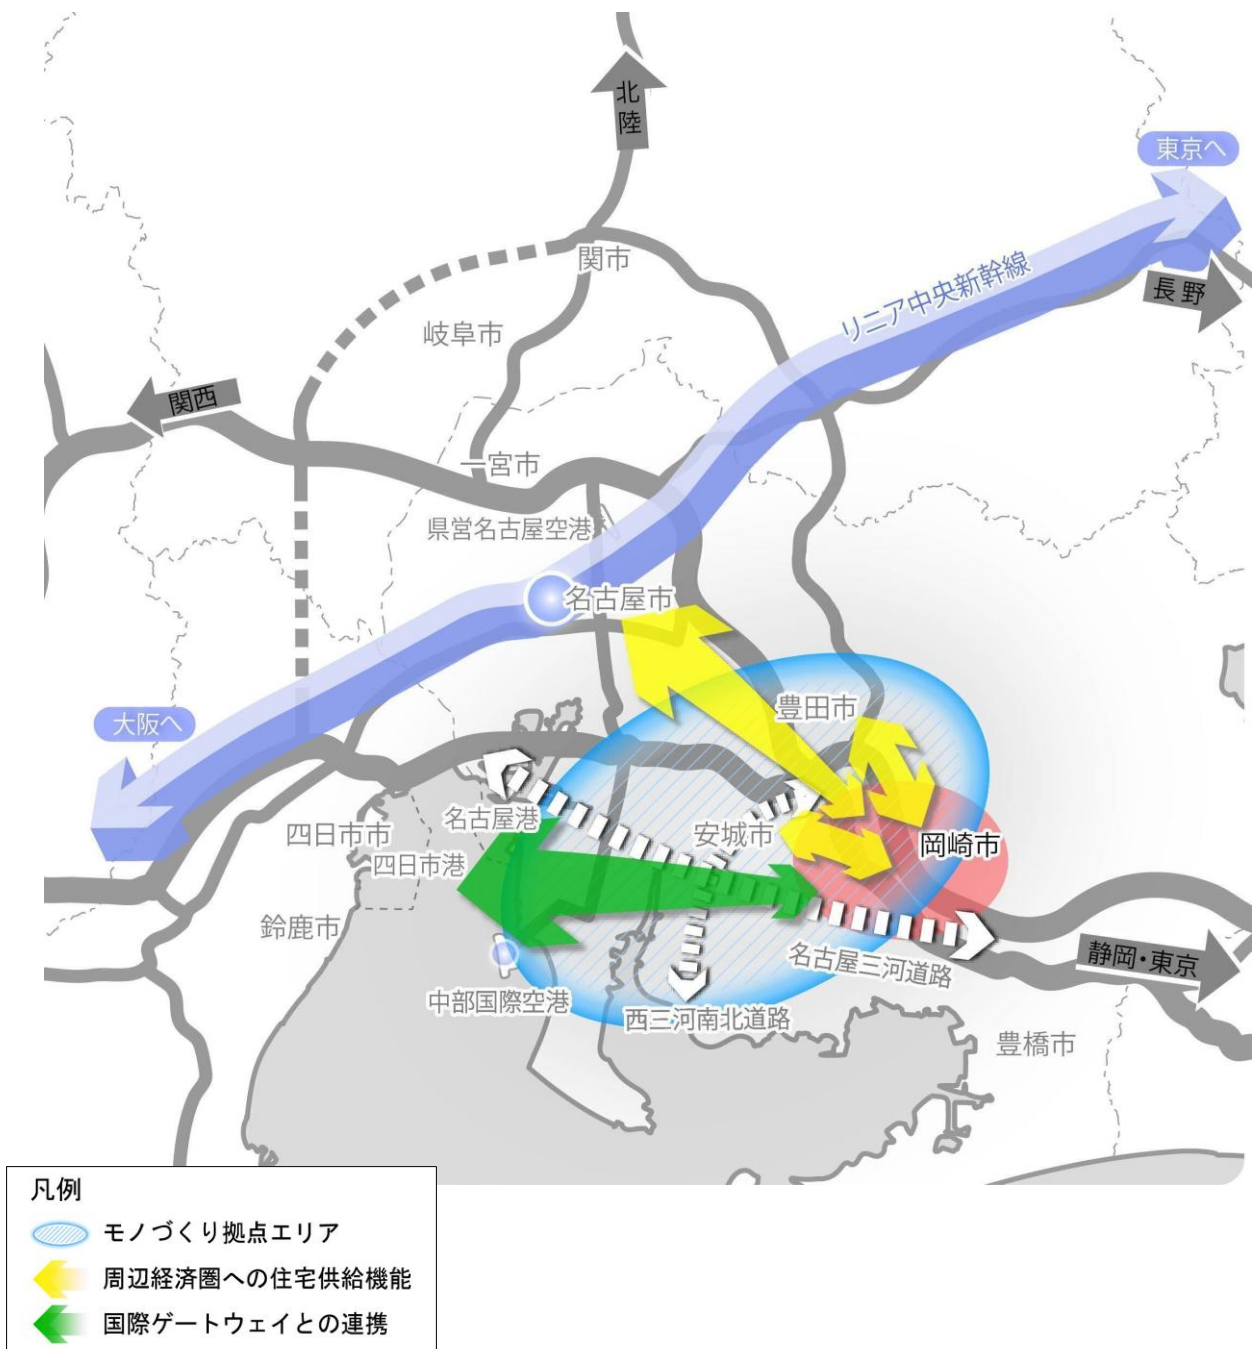 北陸
東京へ
関市
リニア中央新幹線
長野
岐阜市
関西
一宮市
県営名古屋空港
名古屋市
豊田市
大阪へ
名古屋港
四日市市
安城市
岡崎市
四日市港
鈴鹿市
名古屋三河道路
静岡・東京
中部国際空港
西三河南北道路
豊橋市
凡例
モノづくり拠点エリア
周辺経済圏への住宅供給機能
国際ゲートウェイとの連携